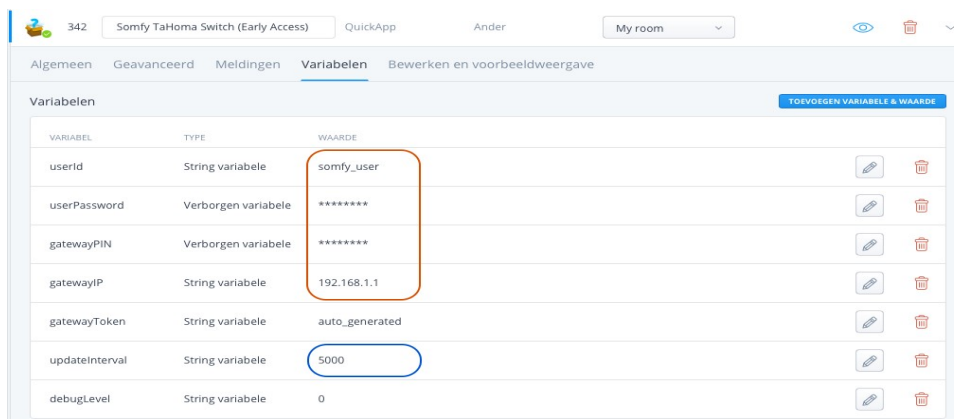 342 Somfy TaHoma Switch (Early Access) QuickApp Ander My room
Algemeen Geavanceerd Meldingen Variabelen Bewerken en voorbeeldweergave
Variabelen TOEVOEGEN VARIABELE & WAARDE
VARIABEL TYPE WAARDE
userId String variabele somfy_user
userPassword Verborgen variabele ********
gatewayPIN Verborgen variabele ********
gatewayIP String variabele 192.168.1.1
gatewayToken String variabele auto_generated
updateInterval String variabele 5000
debugLevel String variabele 0